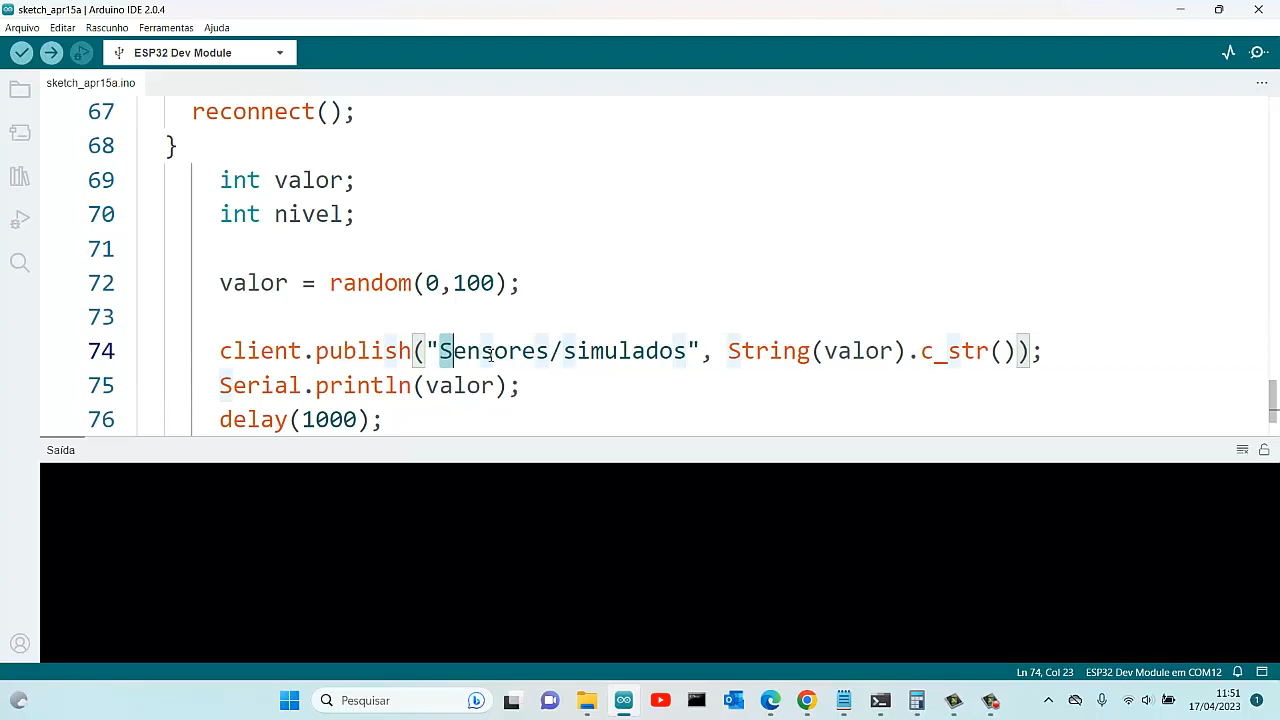 sketch_apr15a | Arduino IDE 2.0.4
Arquivo Editar Rascunho Ferramentas Ajuda
ESP32 Dev Module
sketch_apr15a.ino
67 reconnect();
68 }
69 int valor;
70 int nivel;
71
72 valor = random(0,100);
73
74 client.publish("Sensores/simulados", String(valor).c_str());
75 Serial.println(valor);
76 delay(1000);
Saída
Ln 74, Col 23 ESP32 Dev Module em COM12
Pesquisar
11:51
17/04/2023
1